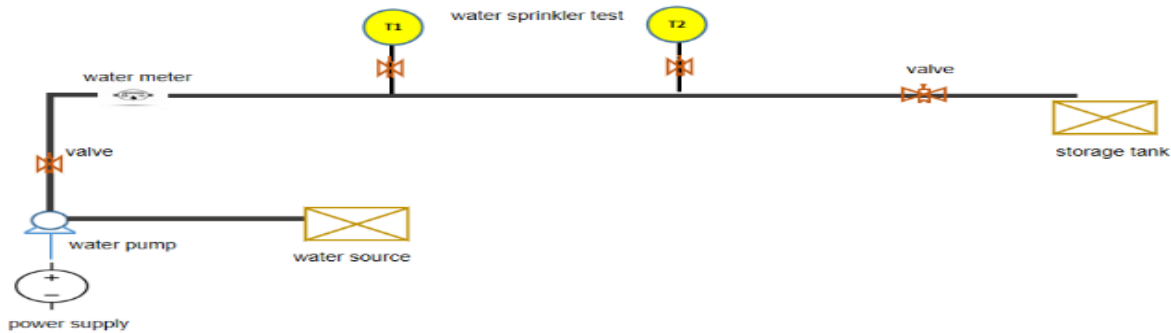 water sprinkler test
T1
T2
water meter
valve
valve
storage tank
water pump
water source
power supply